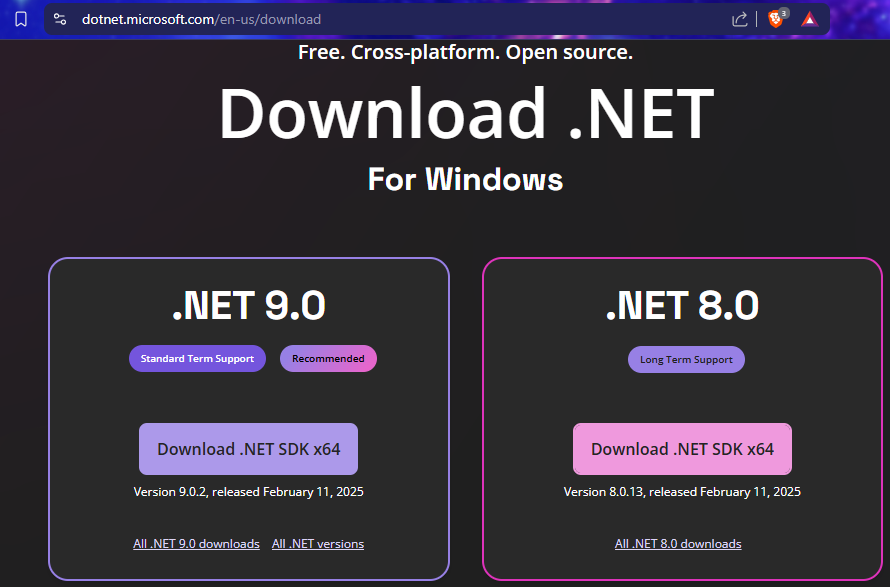 dotnet.microsoft.com/en-us/download
3
Free. Cross-platform. Open source.
Download .NET
For Windows
.NET 9.0
Standard Term Support
Recommended
Download .NET SDK x64
Version 9.0.2, released February 11, 2025
All .NET 9.0 downloads
All .NET versions
.NET 8.0
Long Term Support
Download .NET SDK x64
Version 8.0.13, released February 11, 2025
All .NET 8.0 downloads